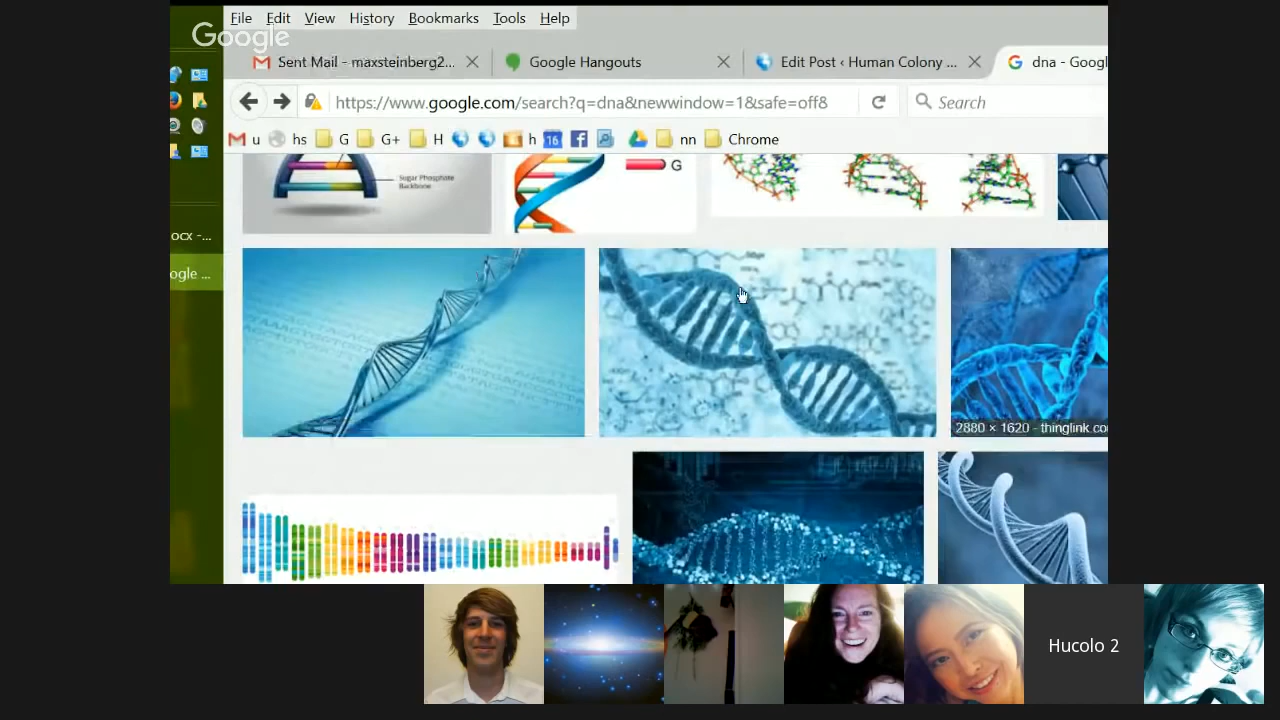 File Edit View History Bookmarks Tools Help
Google
Sent Mail - maxsteinberg2...
Google Hangouts
Edit Post ‹ Human Colony ...
dna - Googl
https://www.google.com/search?q=dna&newwindow=1&safe=off8
Search
u hs G G+ H h 16 nn Chrome
Sugar Phosphate
Backbone
G
ocx -...
ogle ...
2880 × 1620 - thinglink.co
Hucolo 2